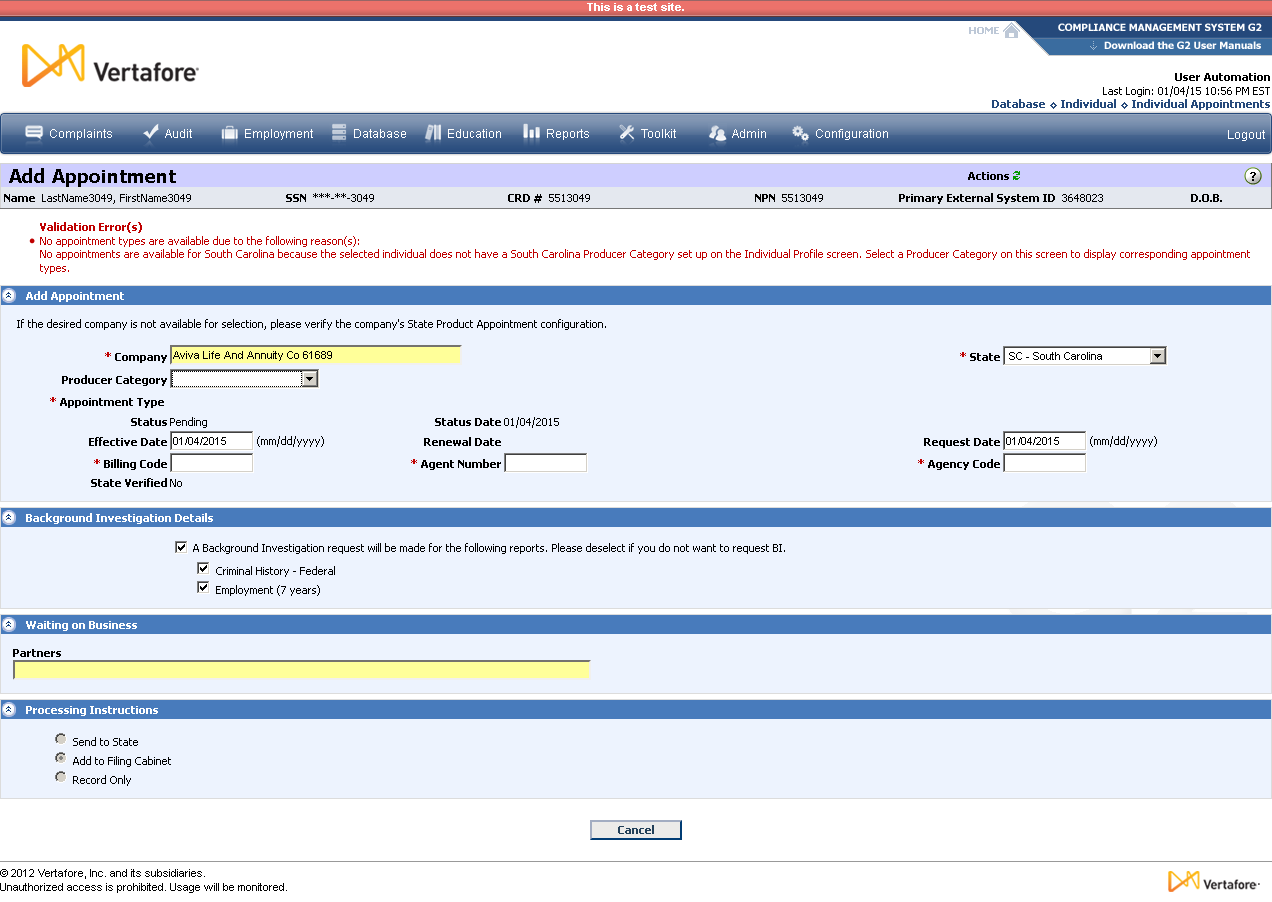 This is a test site.
HOME
COMPLIANCE MANAGEMENT SYSTEM G2
Download the G2 User Manuals
Vertafore
User Automation
Last Login: 01/04/15 10:56 PM EST
Database ⬦ Individual ⬦ Individual Appointments
Complaints Audit Employment Database Education Reports Toolkit Admin Configuration Logout
Add Appointment Actions ?
Name LastName3049, FirstName3049 SSN ***-**-3049 CRD # 5513049 NPN 5513049 Primary External System ID 3648023 D.O.B.
Validation Error(s)
• No appointment types are available due to the following reason(s):
No appointments are available for South Carolina because the selected individual does not have a South Carolina Producer Category set up on the Individual Profile screen. Select a Producer Category on this screen to display corresponding appointment
types.
Add Appointment
If the desired company is not available for selection, please verify the company's State Product Appointment configuration.
* Company Aviva Life And Annuity Co 61689 * State SC - South Carolina
Producer Category
* Appointment Type
Status Pending Status Date 01/04/2015
Effective Date 01/04/2015 (mm/dd/yyyy) Renewal Date Request Date 01/04/2015 (mm/dd/yyyy)
* Billing Code * Agent Number * Agency Code
State Verified No
Background Investigation Details
A Background Investigation request will be made for the following reports. Please deselect if you do not want to request BI.
Criminal History - Federal
Employment (7 years)
Waiting on Business
Partners
Processing Instructions
Send to State
Add to Filing Cabinet
Record Only
Cancel
© 2012 Vertafore, Inc. and its subsidiaries.
Unauthorized access is prohibited. Usage will be monitored.
Vertafore